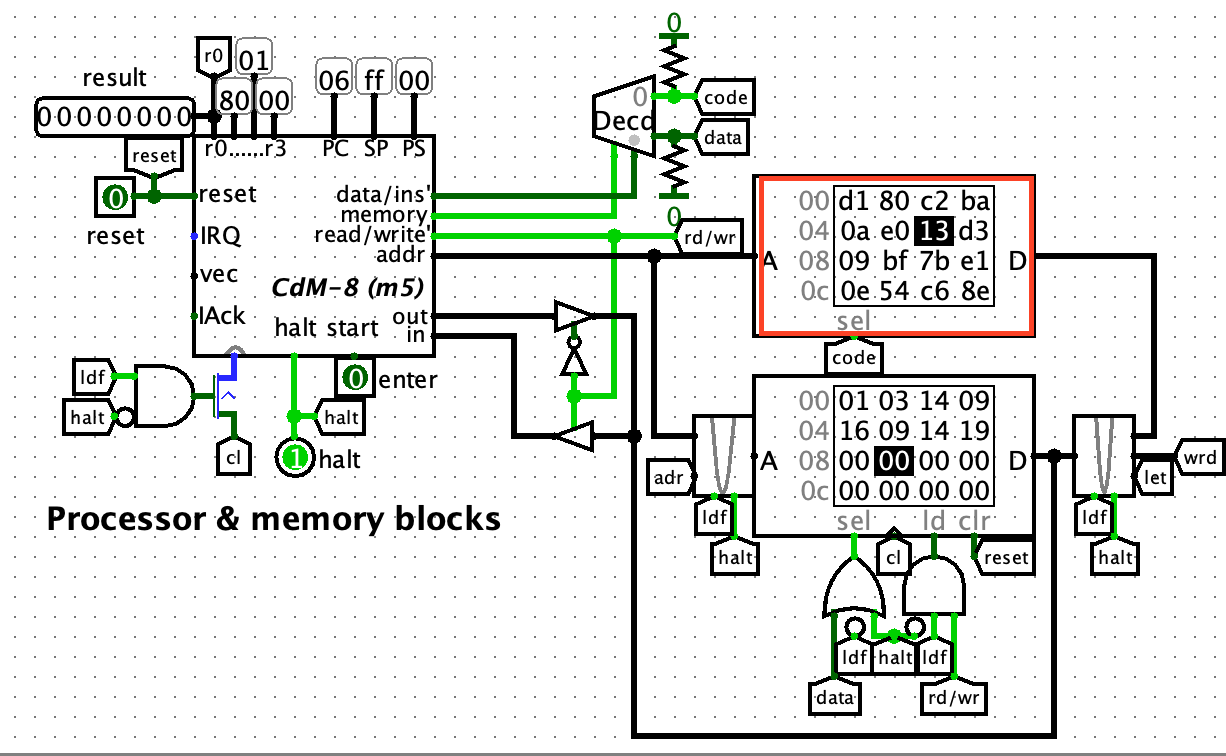 result
00000000
r0
01
80 00
06 ff 00
r0......r3 PC SP PS
reset
0
reset
reset
IRQ
vec
IAck
data/ins'
memory
read/write'
addr
CdM-8 (m5)
halt start
out
in
0
enter
ldf
halt
cl
halt
1
halt
Processor & memory blocks
0
0
Decd
code
data
0
rd/wr
A
00 d1 80 c2 ba
04 0a e0 13 d3
08 09 bf 7b e1
0c 0e 54 c6 8e
D
sel
code
A
00 01 03 14 09
04 16 09 14 19
08 00 00 00 00
0c 00 00 00 00
D
sel ld clr
adr
ldf
halt
cl
reset
wrd
let
ldf
halt
ldf
halt
ldf
data
rd/wr